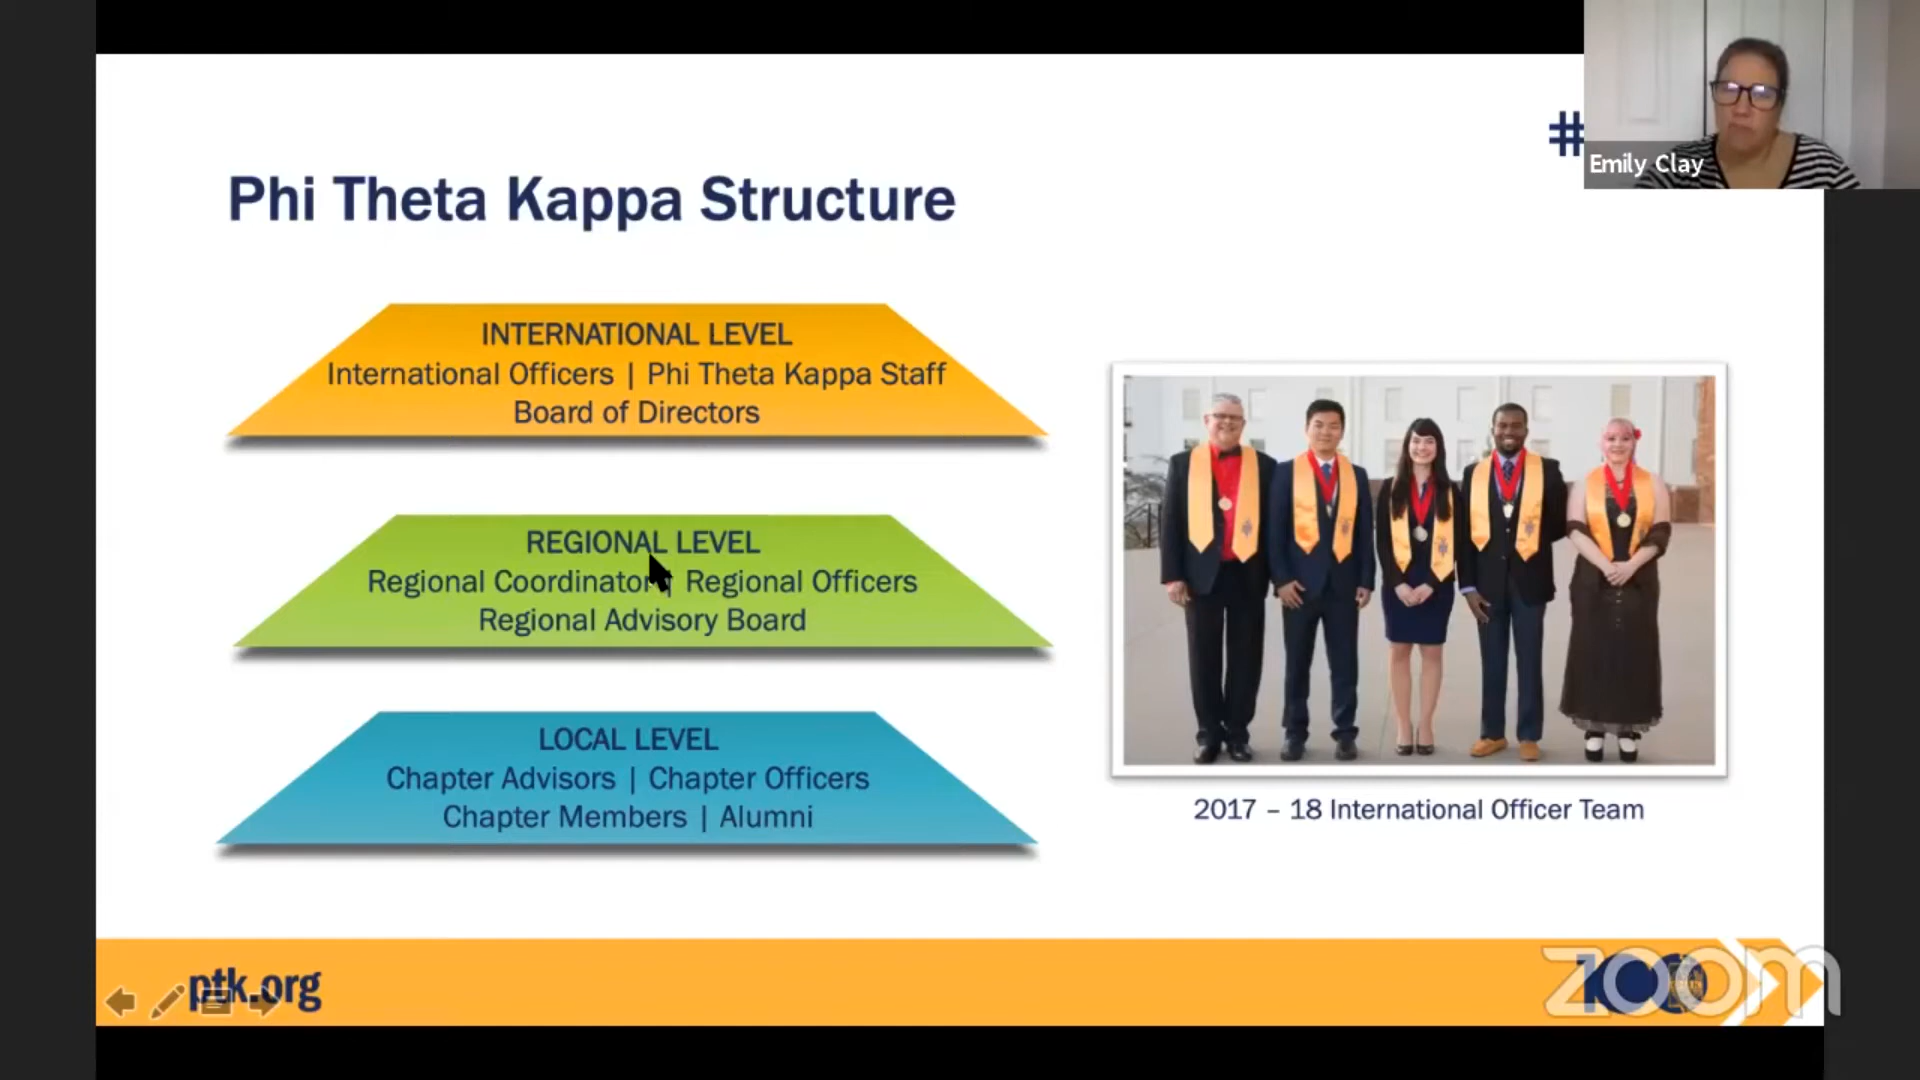 #
Emily Clay
Phi Theta Kappa Structure
INTERNATIONAL LEVEL
International Officers | Phi Theta Kappa Staff
Board of Directors
REGIONAL LEVEL
Regional Coordinator | Regional Officers
Regional Advisory Board
LOCAL LEVEL
Chapter Advisors | Chapter Officers
Chapter Members | Alumni
2017 – 18 International Officer Team
ptk.org
100
zoom